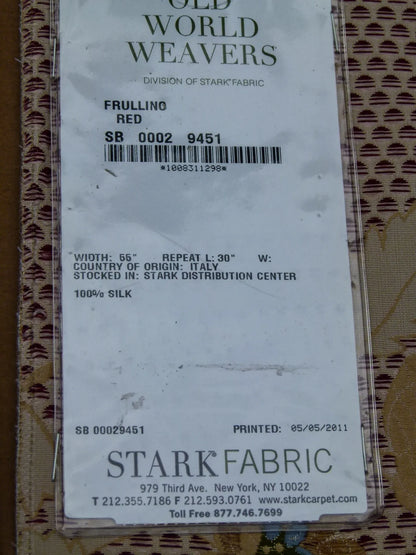 OLD
WORLD
WEAVERS
DIVISION OF STARK FABRIC
FRULLINO
RED
SB 0002 9451
*1008311298*
WIDTH: 55" REPEAT L: 30" W:
COUNTRY OF ORIGIN: ITALY
STOCKED IN: STARK DISTRIBUTION CENTER
100% SILK
SB 00029451 PRINTED: 05/05/2011
STARK FABRIC
979 Third Ave. New York, NY 10022
T 212.355.7186 F 212.593.0761 www.starkcarpet.com
Toll Free 877.746.7699